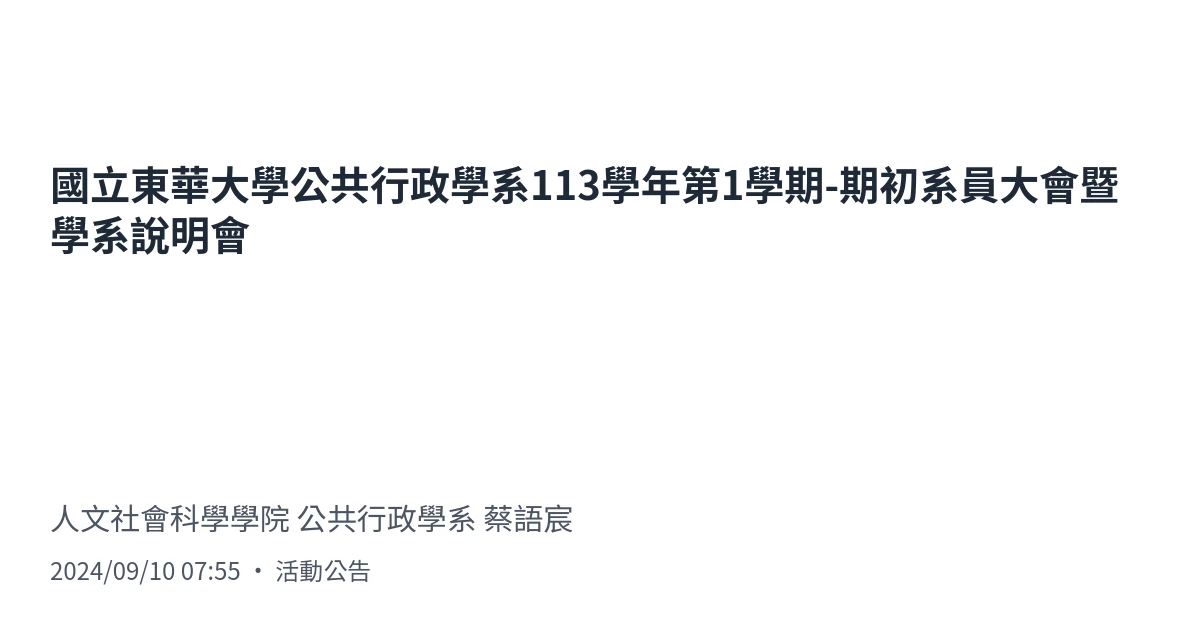 國立東華大學公共行政學系113學年第1學期-期初系員大會暨
學系說明會
人文社會科學學院 公共行政學系 蔡語宸
2024/09/10 07:55 ・ 活動公告